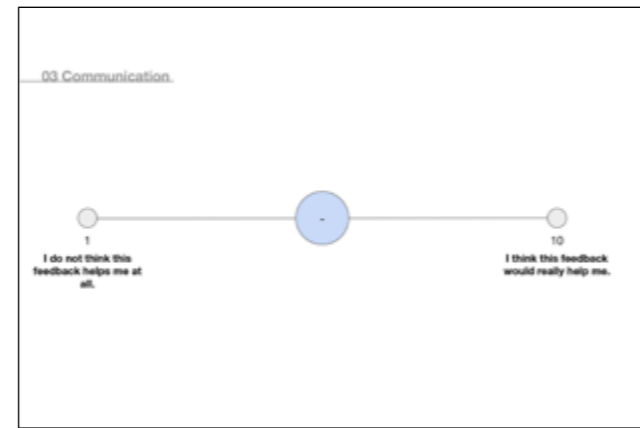 03 Communication
-
1
I do not think this
feedback helps me at
all.
10
I think this feedback
would really help me.